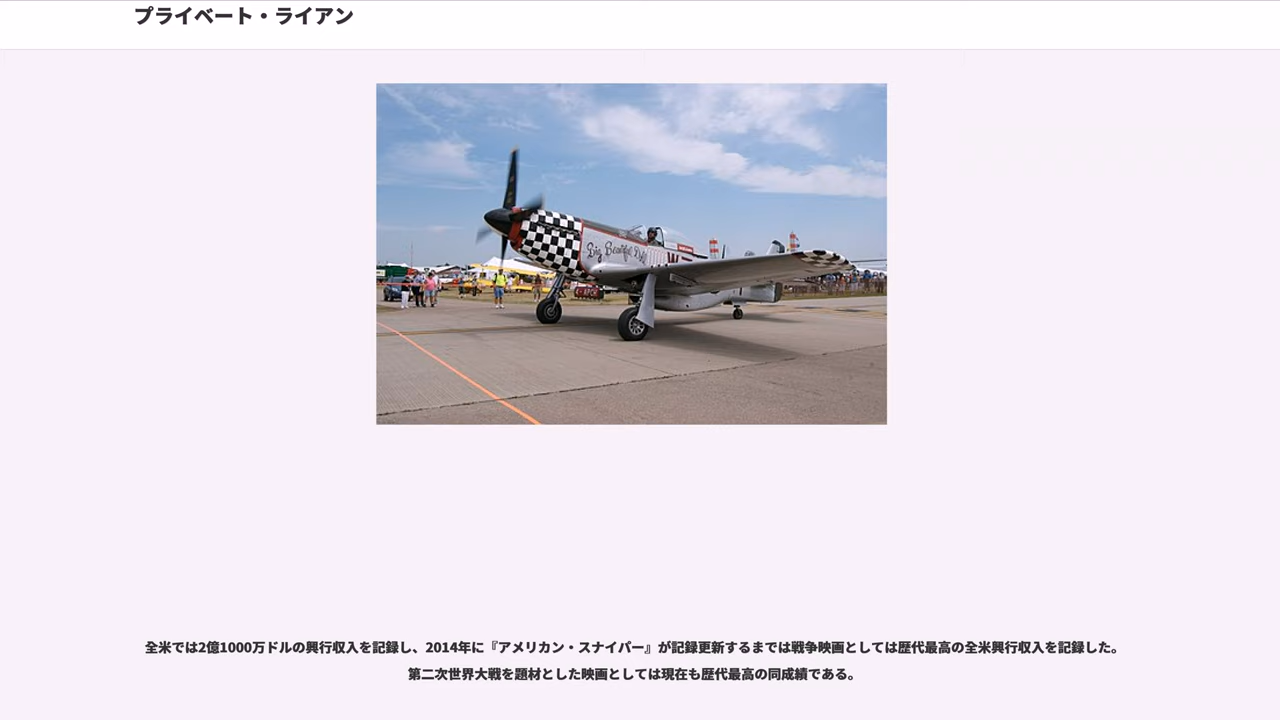 プライベート・ライアン
Big Beautiful Doll
全米では2億1000万ドルの興行収入を記録し、2014年に『アメリカン・スナイパー』が記録更新するまでは戦争映画としては歴代最高の全米興行収入を記録した。
第二次世界大戦を題材とした映画としては現在も歴代最高の同成績である。